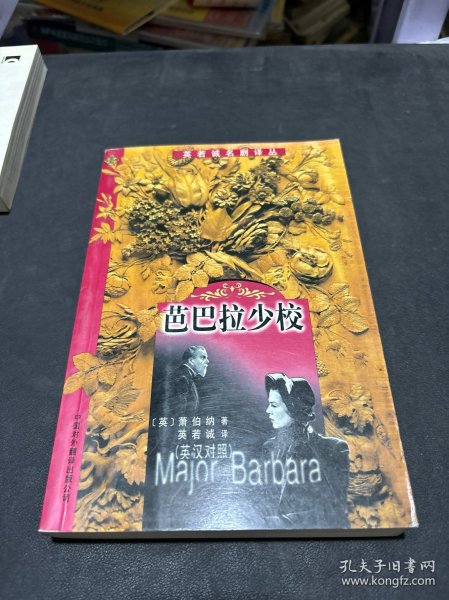 英若诚名剧译丛
芭巴拉少校
[英] 萧伯纳 著
英若诚 译
(英汉对照)
Major Barbara
中国对外翻译出版公司
孔夫子旧书网
www.kongfz.com